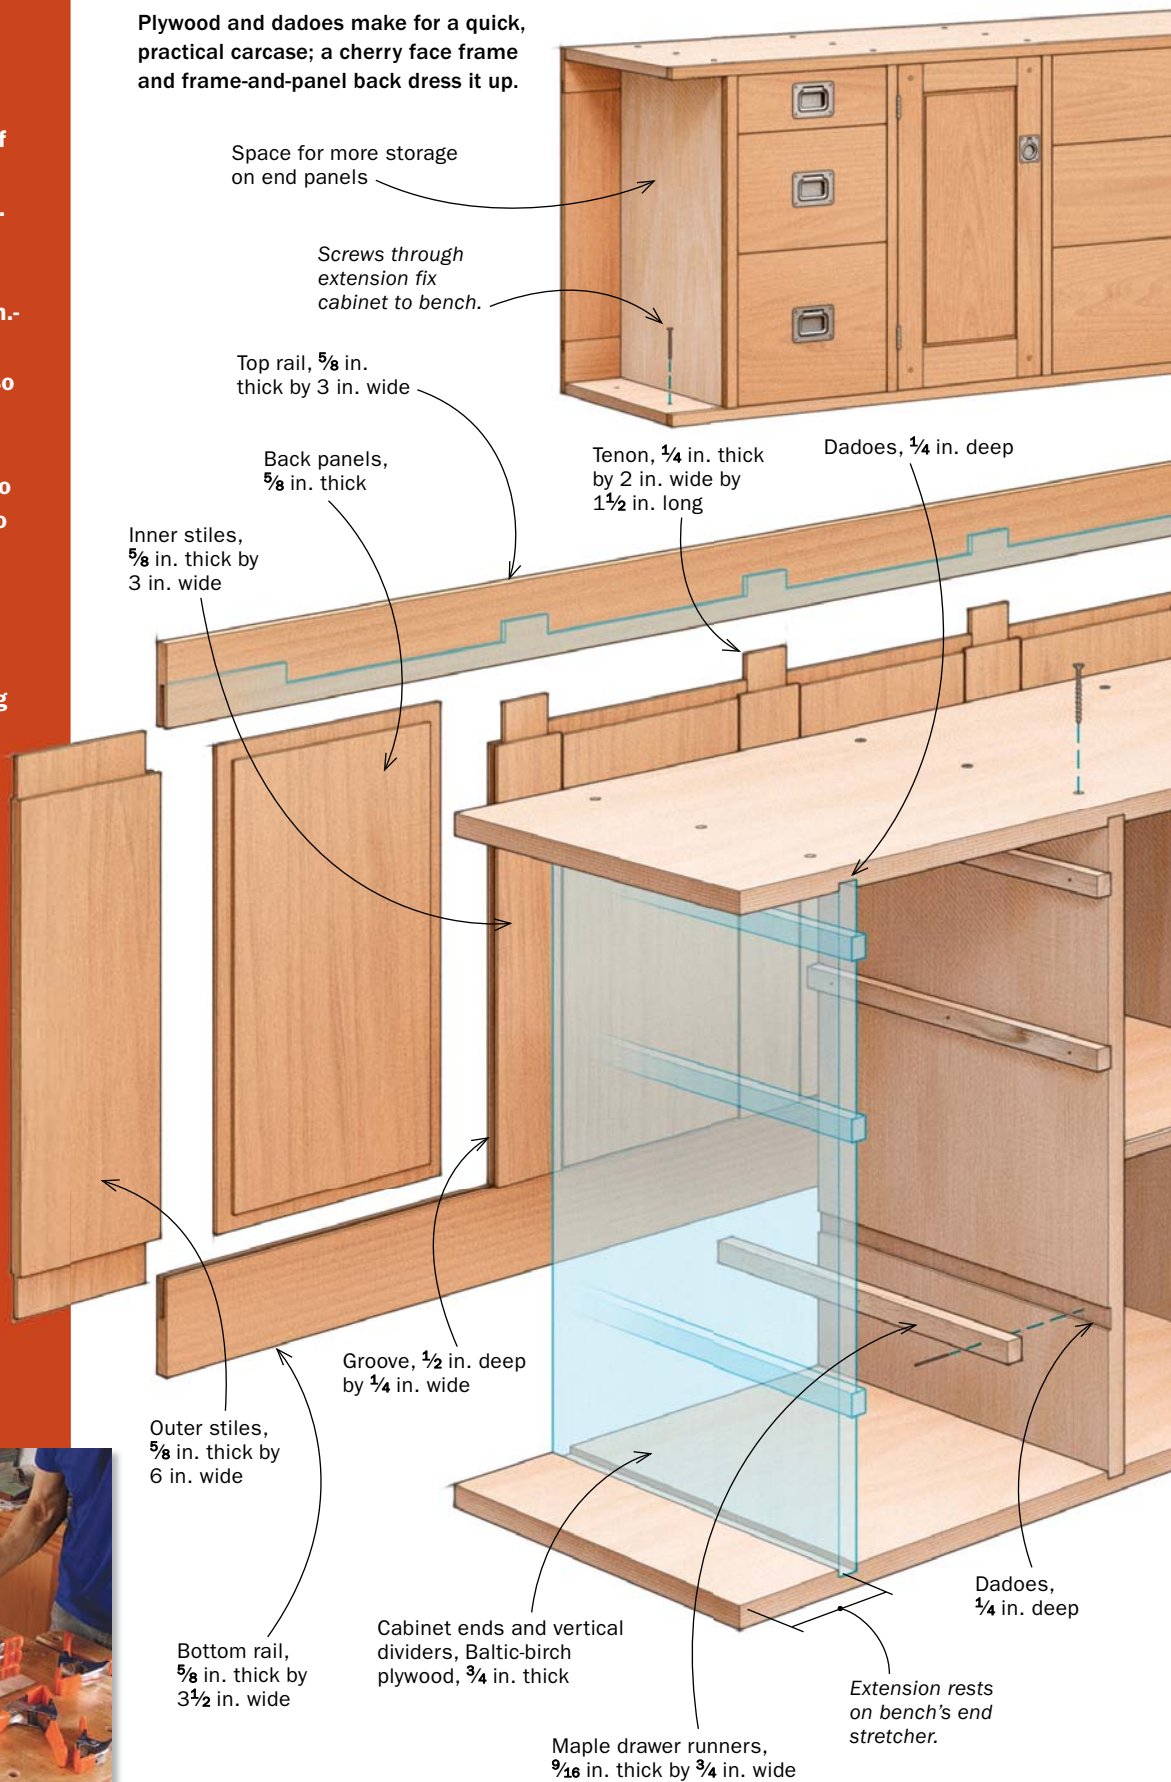 Plywood and dadoes make for a quick,
practical carcase; a cherry face frame
and frame-and-panel back dress it up.
Space for more storage
on end panels
Screws through
extension fix
cabinet to bench.
Top rail, 5⁄8 in.
thick by 3 in. wide
Back panels,
5⁄8 in. thick
Tenon, 1⁄4 in. thick
by 2 in. wide by
11⁄2 in. long
Dadoes, 1⁄4 in. deep
Inner stiles,
5⁄8 in. thick by
3 in. wide
Groove, 1⁄2 in. deep
by 1⁄4 in. wide
Outer stiles,
5⁄8 in. thick by
6 in. wide
Bottom rail,
5⁄8 in. thick by
31⁄2 in. wide
Cabinet ends and vertical
dividers, Baltic-birch
plywood, 3⁄4 in. thick
Maple drawer runners,
9⁄16 in. thick by 3⁄4 in. wide
Dadoes,
1⁄4 in. deep
Extension rests
on bench’s end
stretcher.